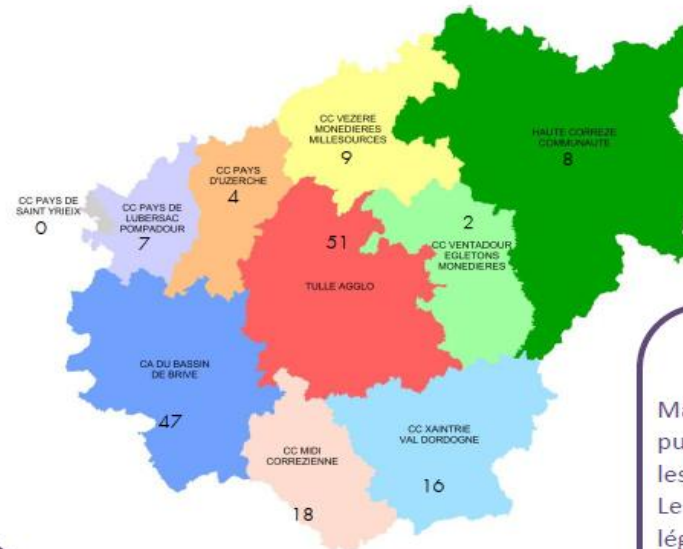 CC VEZERE
MONEDIERES
MILLESOURCES
9
HAUTE CORREZE
COMMUNAUTE
8
CC PAYS
D'UZERCHE
4
CC PAYS DE
SAINT YRIEIX
0
CC PAYS DE
LUBERSAC
POMPADOUR
7
2
CC VENTADOUR
EGLETONS
MONEDIERES
51
TULLE AGGLO
CA DU BASSIN
DE BRIVE
47
CC XAINTRIE
VAL DORDOGNE
16
CC MIDI
CORREZIENNE
18
Ma
pu
les
Le
lég